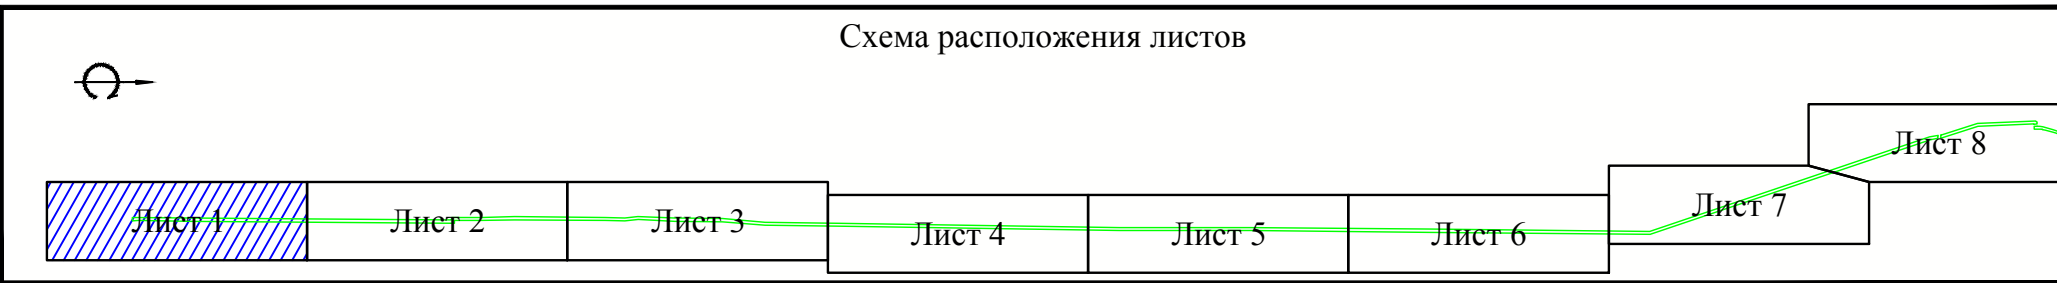 Схема расположения листов
Лист 1
Лист 2
Лист 3
Лист 4
Лист 5
Лист 6
Лист 7
Лист 8